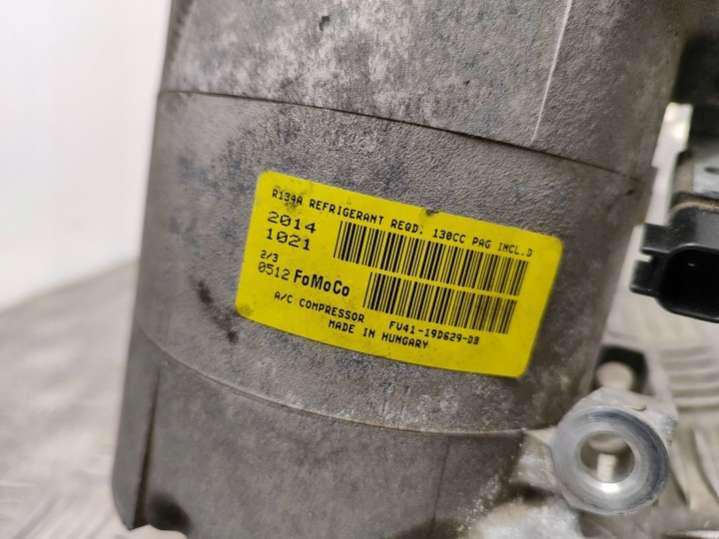 R134A REFRIGERANT REQD. 130CC PAG INCL.D
2014
1021
2/3
0512 FoMoCo
A/C COMPRESSOR FV41-19D629-DB
MADE IN HUNGARY